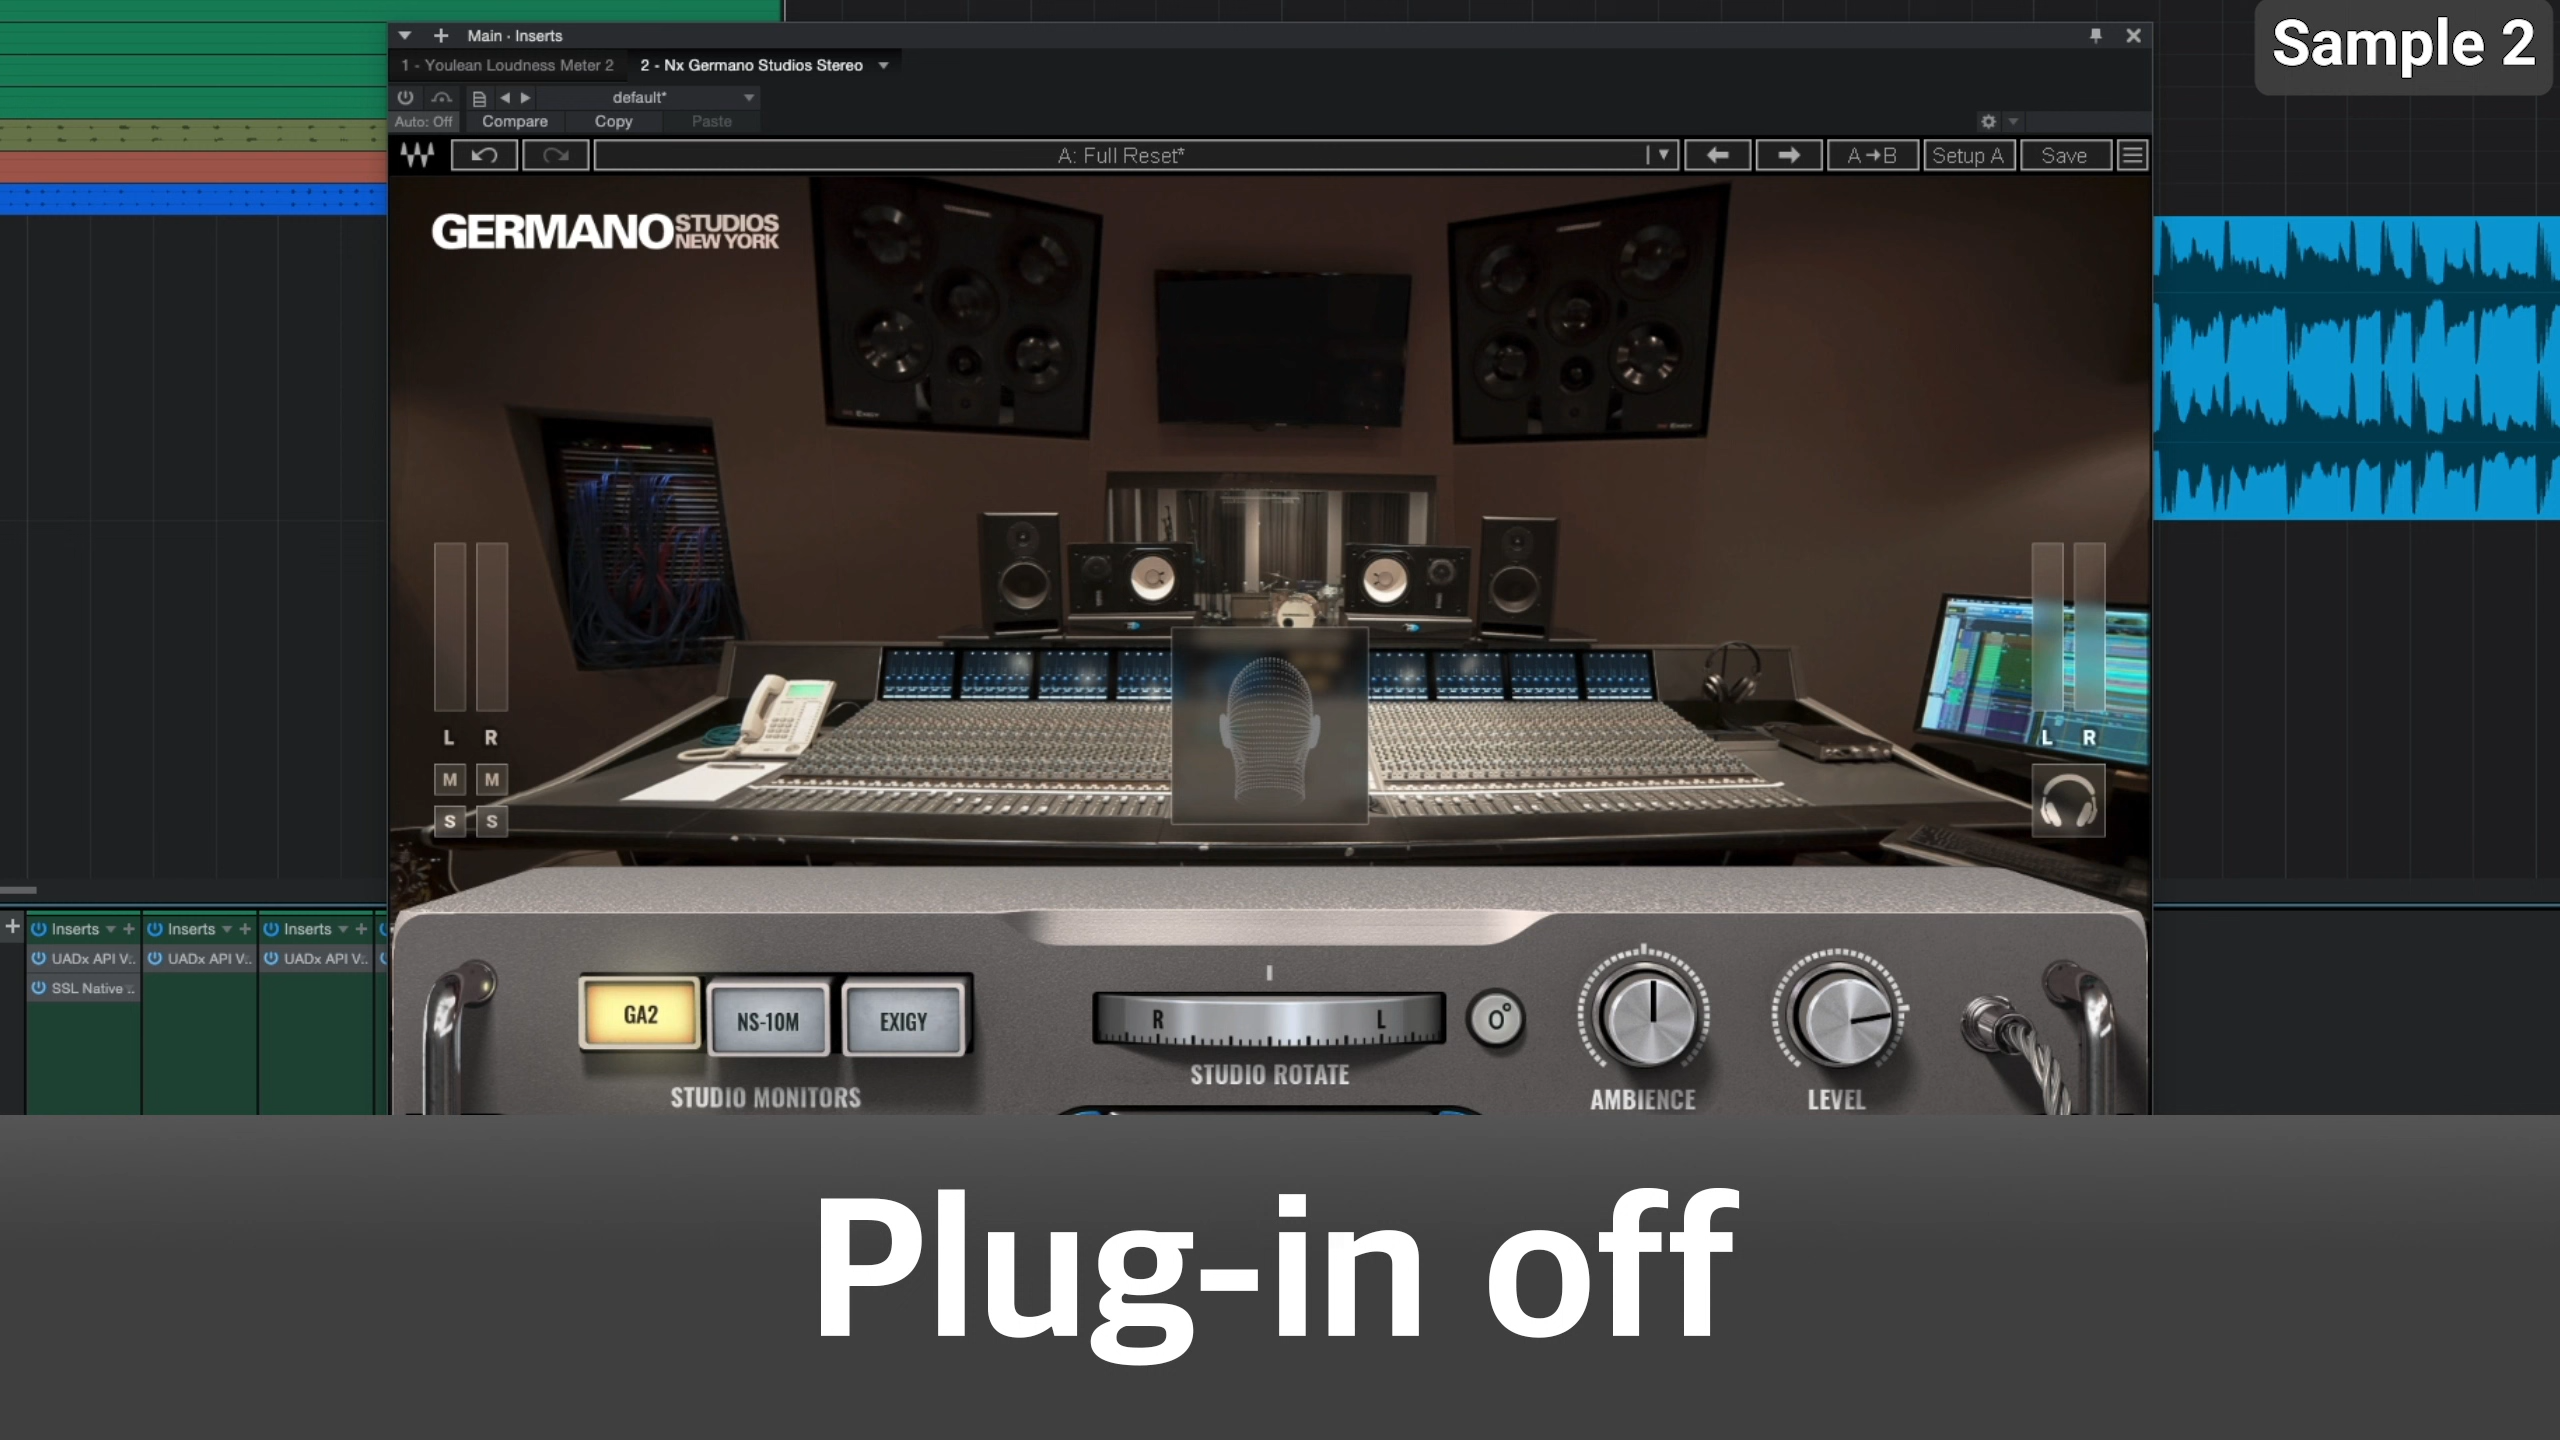 Main · Inserts
Sample 2
1 - Youlean Loudness Meter 2
2 - Nx Germano Studios Stereo
default*
Auto: Off
Compare
Copy
Paste
A: Full Reset*
A→B
Setup A
Save
GERMANO STUDIOS
NEW YORK
L R
M M
S S
L R
Inserts
Inserts
Inserts
UADx API V..
UADx API V..
UADx API V..
SSL Native ..
GA2
NS-10M
EXIGY
STUDIO MONITORS
R
L
STUDIO ROTATE
0°
AMBIENCE
LEVEL
Plug-in off